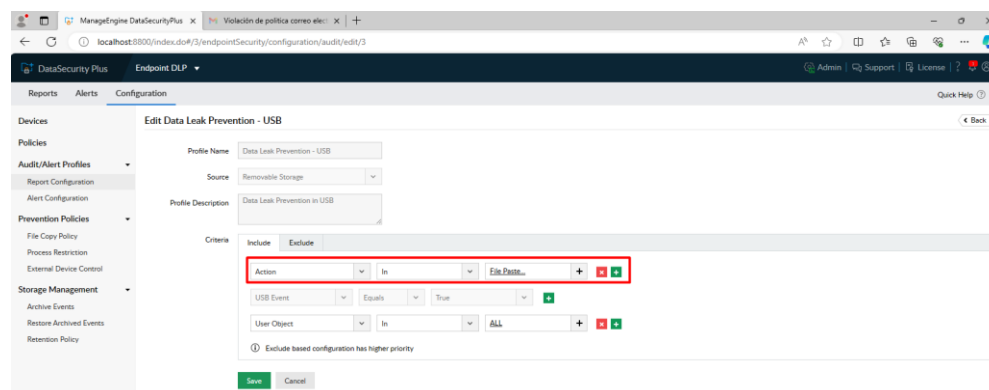 ManageEngine DataSecurityPlus
Violación de política correo elect
localhost:8800/index.do#/3/endpointSecurity/configuration/audit/edit/3
DataSecurity Plus Endpoint DLP Admin Support License ?
Reports Alerts Configuration Quick Help
Devices
Edit Data Leak Prevention - USB Back
Policies
Profile Name Data Leak Prevention - USB
Audit/Alert Profiles
Source Removable Storage
Report Configuration
Alert Configuration
Profile Description Data Leak Prevention in USB
Prevention Policies
File Copy Policy
Criteria Include Exclude
Process Restriction
External Device Control
Action In File Paste...
Storage Management
USB Event Equals True
Archive Events
Restore Archived Events
User Object In ALL
Retention Policy
Exclude based configuration has higher priority
Save Cancel